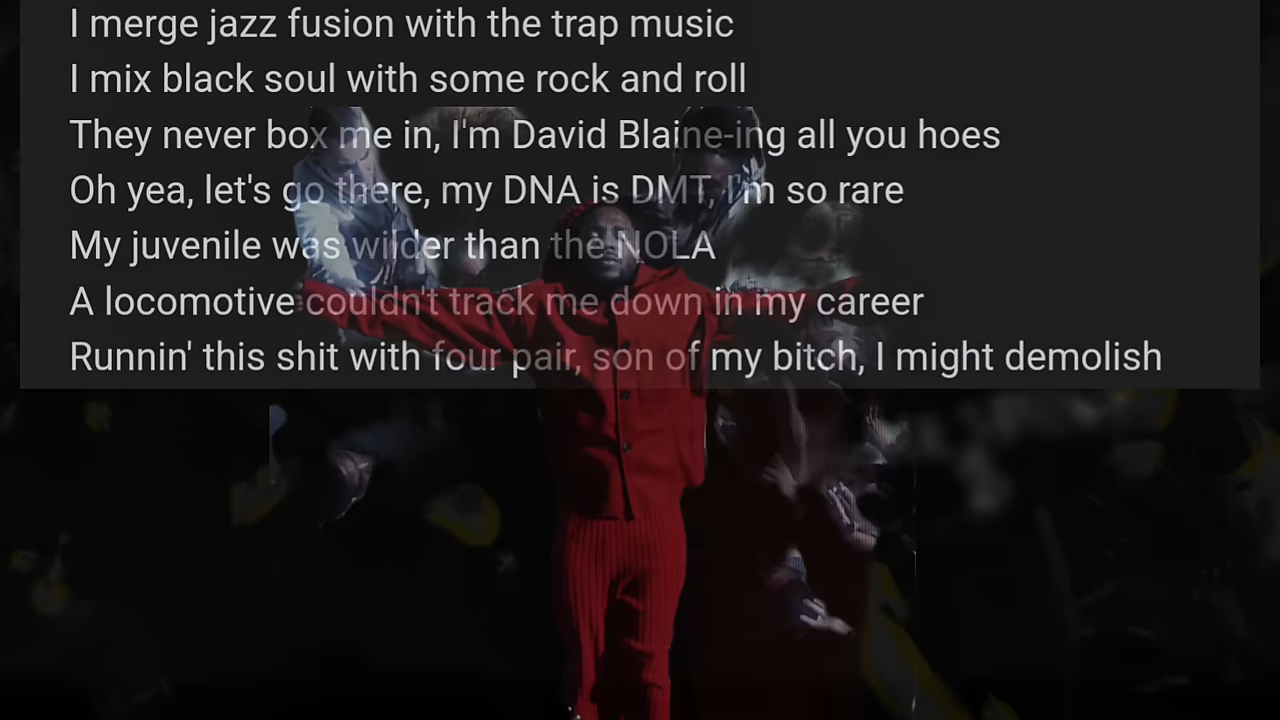 I merge jazz fusion with the trap music
I mix black soul with some rock and roll
They never box me in, I'm David Blaine-ing all you hoes
Oh yea, let's go there, my DNA is DMT, I'm so rare
My juvenile was wilder than the NOLA
A locomotive couldn't track me down in my career
Runnin' this shit with four pair, son of my bitch, I might demolish